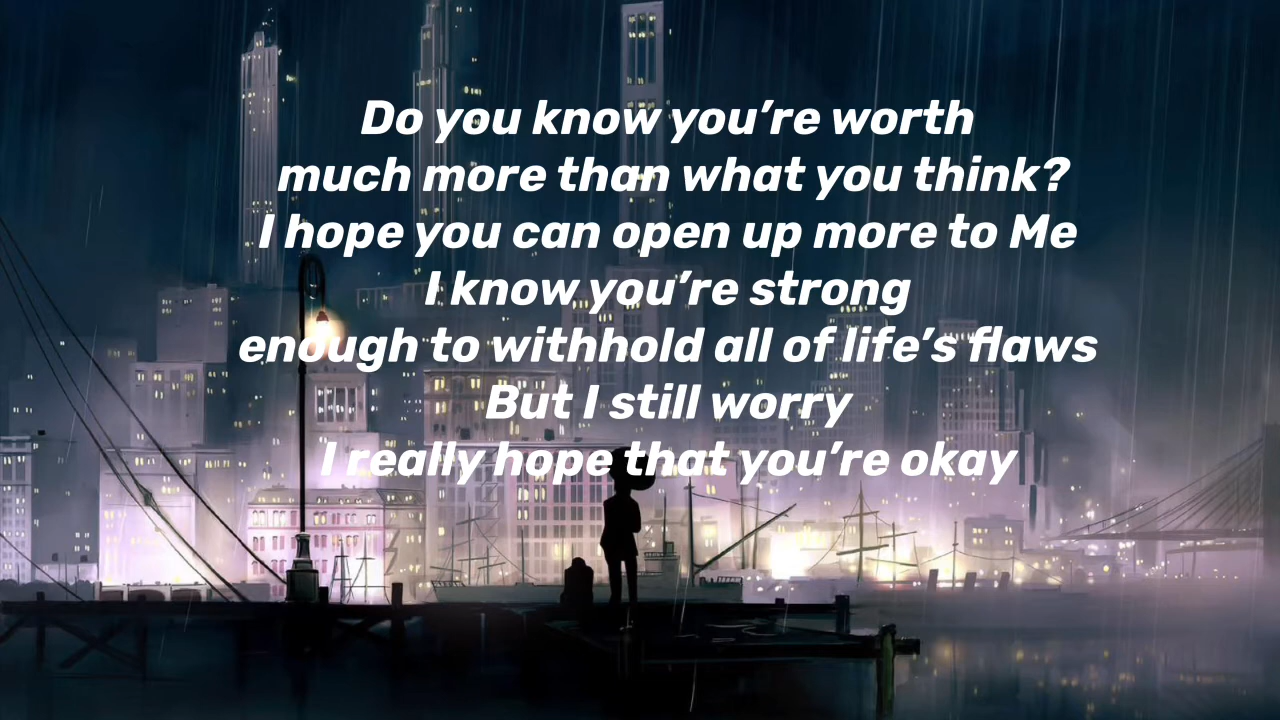 Do you know you’re worth
much more than what you think?
I hope you can open up more to Me
I know you’re strong
enough to withhold all of life’s flaws
But I still worry
I really hope that you’re okay